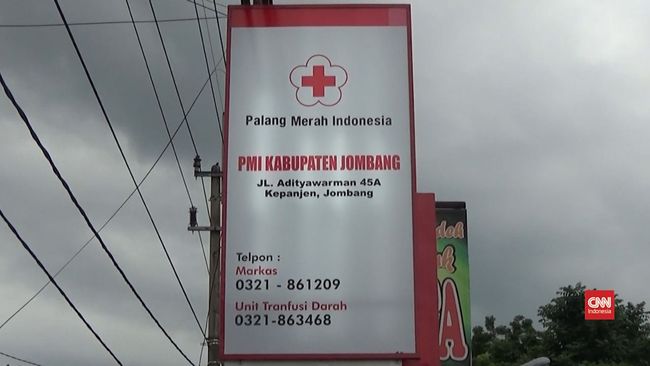 Palang Merah Indonesia
PMI KABUPATEN JOMBANG
JL. Adityawarman 45A
Kepanjen, Jombang
Telpon :
Markas
0321 - 861209
Unit Tranfusi Darah
0321-863468
CNN
Indonesia